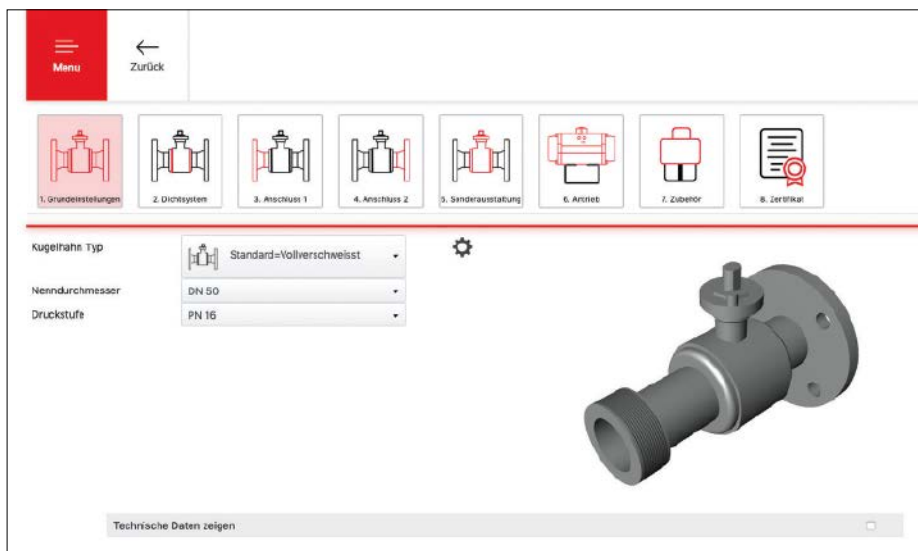 Menu
Zurück
1. Grundeinstellungen
2. Dichtsystem
3. Anschluss 1
4. Anschluss 2
5. Sonderausstattung
6. Antrieb
7. Zubehör
8. Zertifikat
Kugelhahn Typ
Standard=Vollverschweisst
Nenndurchmesser
DN 50
Druckstufe
PN 16
Technische Daten zeigen